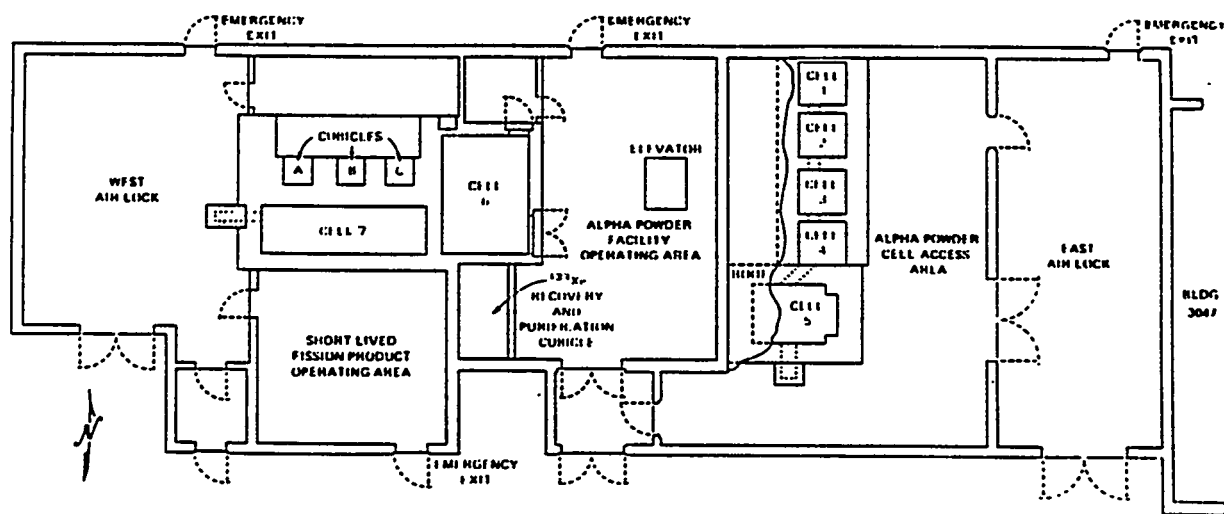 EMERGENCY
EXIT
EMERGENCY
EXIT
EMERGENCY
EXIT
CELL
1
CELL
2
CELL
3
CELL
4
CUBICLES
A
B
C
ELEVATOR
WEST
AIR LOCK
CELL
6
CELL 7
ALPHA POWDER
FACILITY
OPERATING AREA
ALPHA POWDER
CELL ACCESS
AREA
EAST
AIR LOCK
BLDG
3047
CELL
5
RECOVERY
AND
PURIFICATION
CUBICLE
SHORT LIVED
FISSION PRODUCT
OPERATING AREA
N
EMERGENCY
EXIT